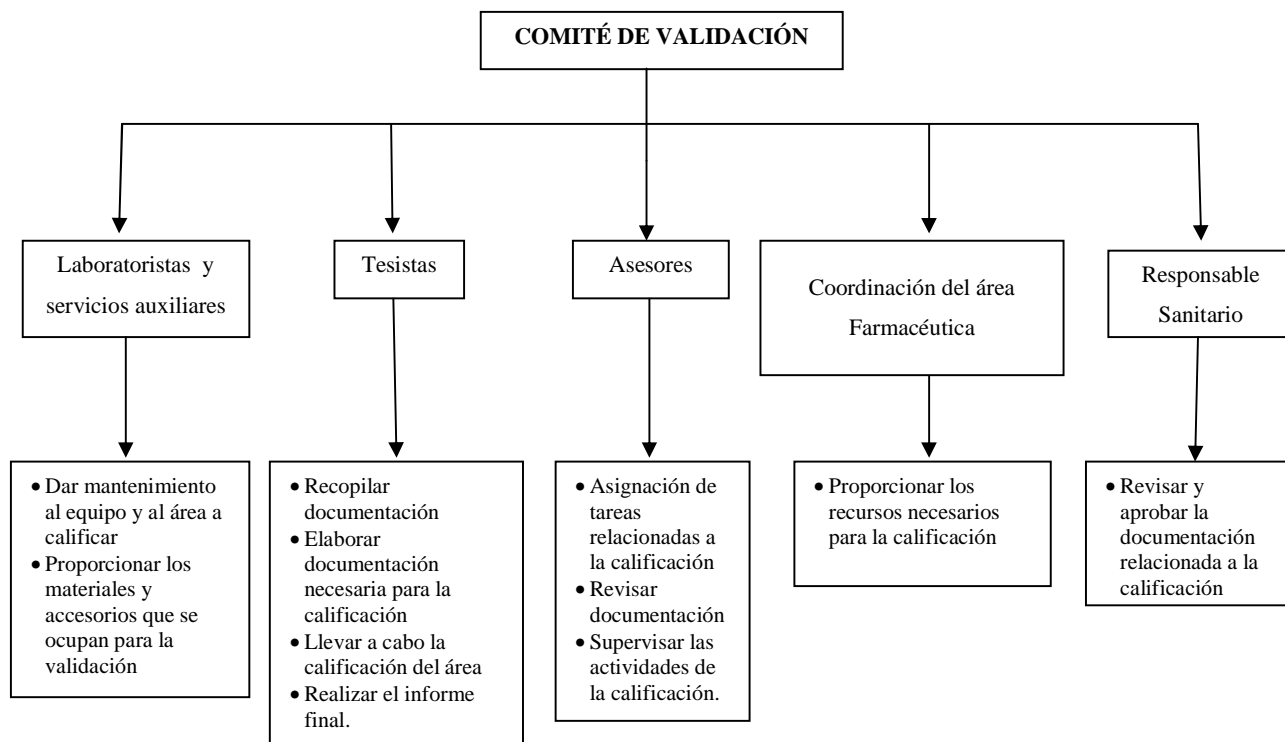 COMITÉ DE VALIDACIÓN
Laboratoristas y
servicios auxiliares
Tesistas
Asesores
Coordinación del área
Farmacéutica
Responsable
Sanitario
• Dar mantenimiento
al equipo y al área a
calificar
• Proporcionar los
materiales y
accesorios que se
ocupan para la
validación
• Recopilar
documentación
• Elaborar
documentación
necesaria para la
calificación
• Llevar a cabo la
calificación del área
• Realizar el informe
final.
• Asignación de
tareas
relacionadas a la
calificación
• Revisar
documentación
• Supervisar las
actividades de
la calificación.
• Proporcionar los
recursos necesarios
para la calificación
• Revisar y
aprobar la
documentación
relacionada a la
calificación